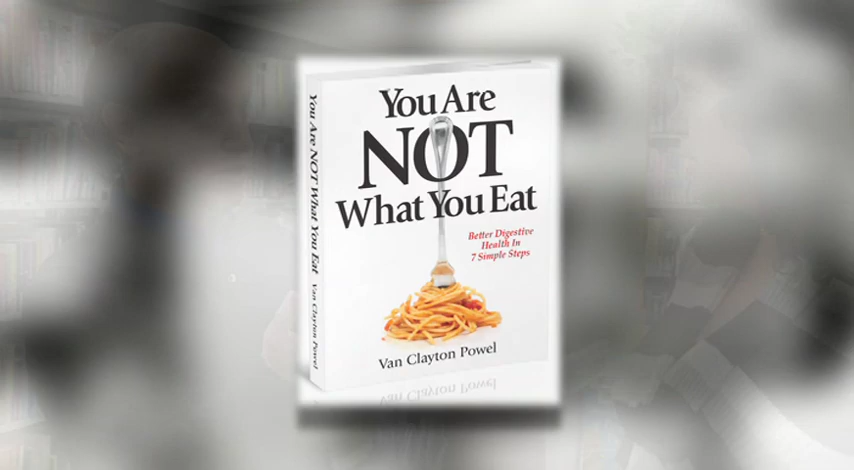 You Are NOT What You Eat Van Clayton Powel
You Are
NOT
What You Eat
Better Digestive
Health In
7 Simple Steps
Van Clayton Powel